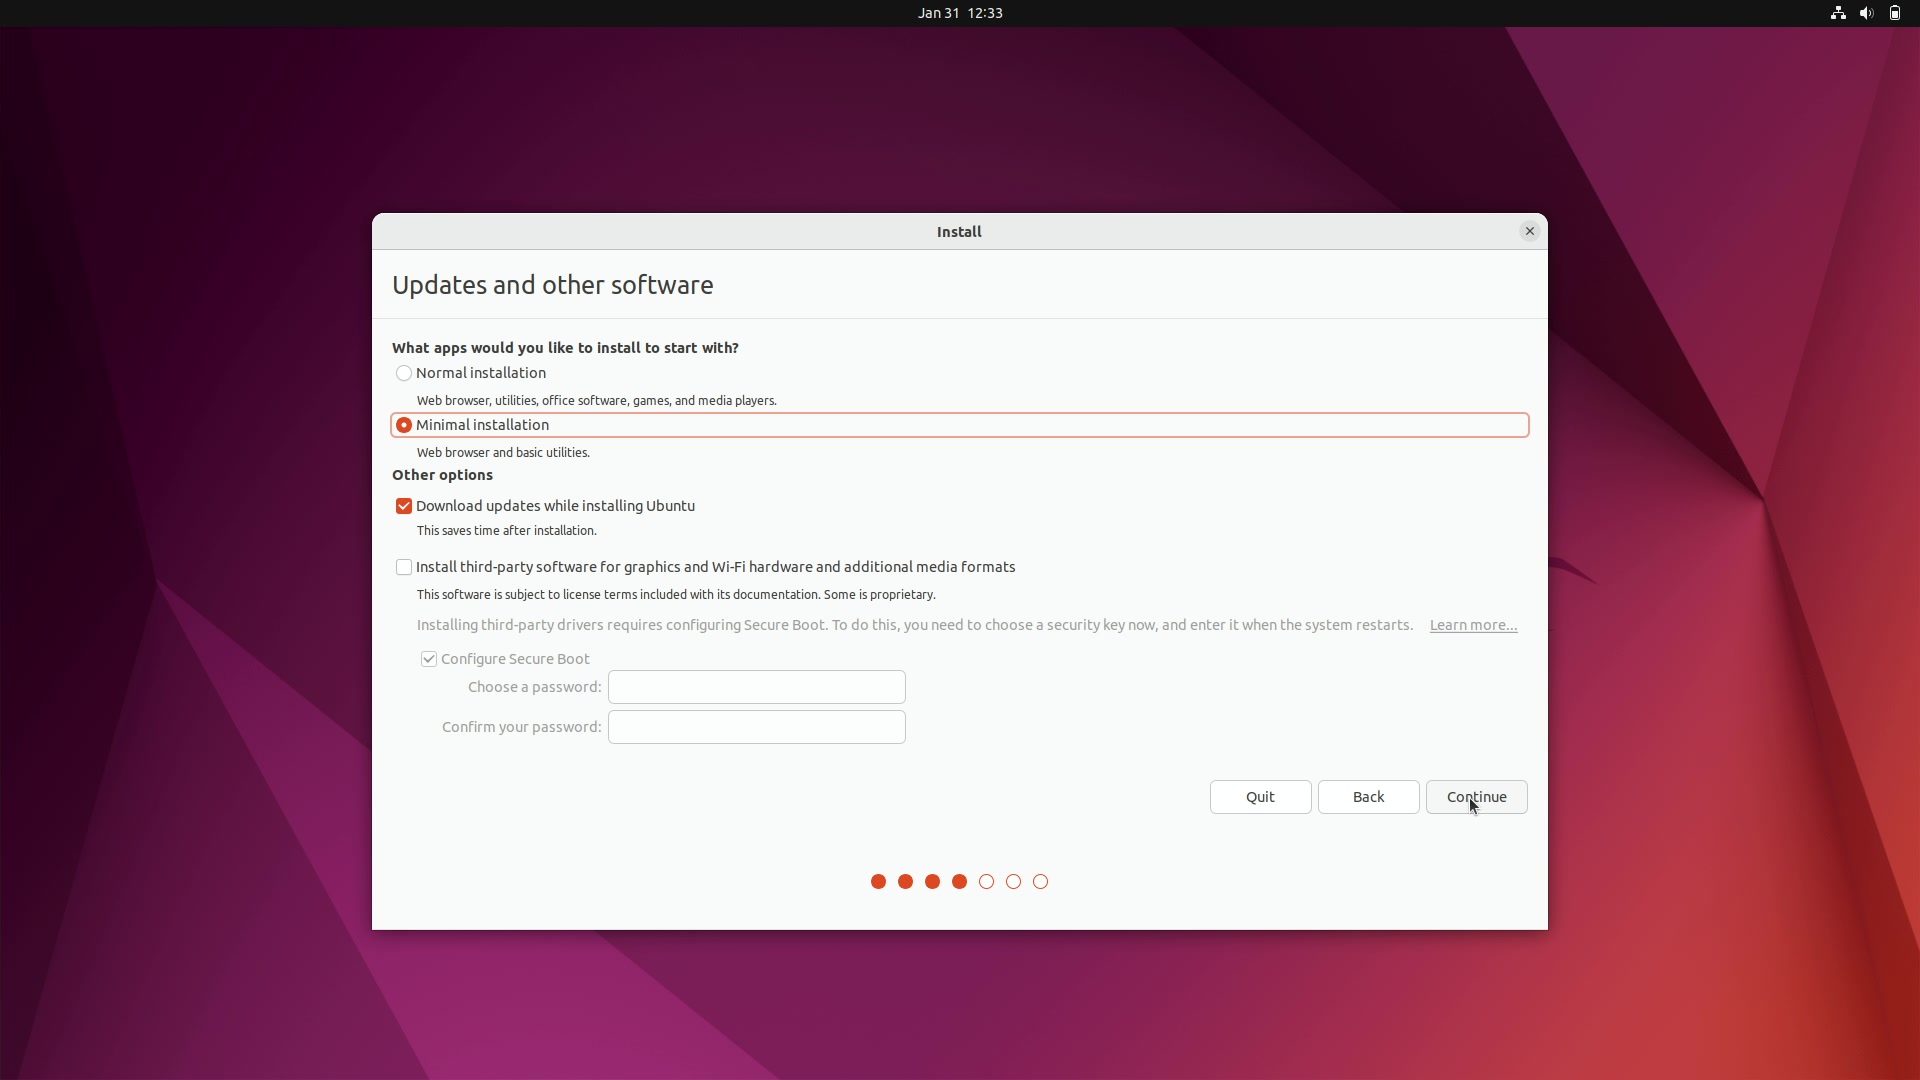 Jan 31 12:33
Install
Updates and other software
What apps would you like to install to start with?
Normal installation
Web browser, utilities, office software, games, and media players.
Minimal installation
Web browser and basic utilities.
Other options
Download updates while installing Ubuntu
This saves time after installation.
Install third-party software for graphics and Wi-Fi hardware and additional media formats
This software is subject to license terms included with its documentation. Some is proprietary.
Installing third-party drivers requires configuring Secure Boot. To do this, you need to choose a security key now, and enter it when the system restarts. Learn more...
Configure Secure Boot
Choose a password:
Confirm your password:
Quit Back Continue